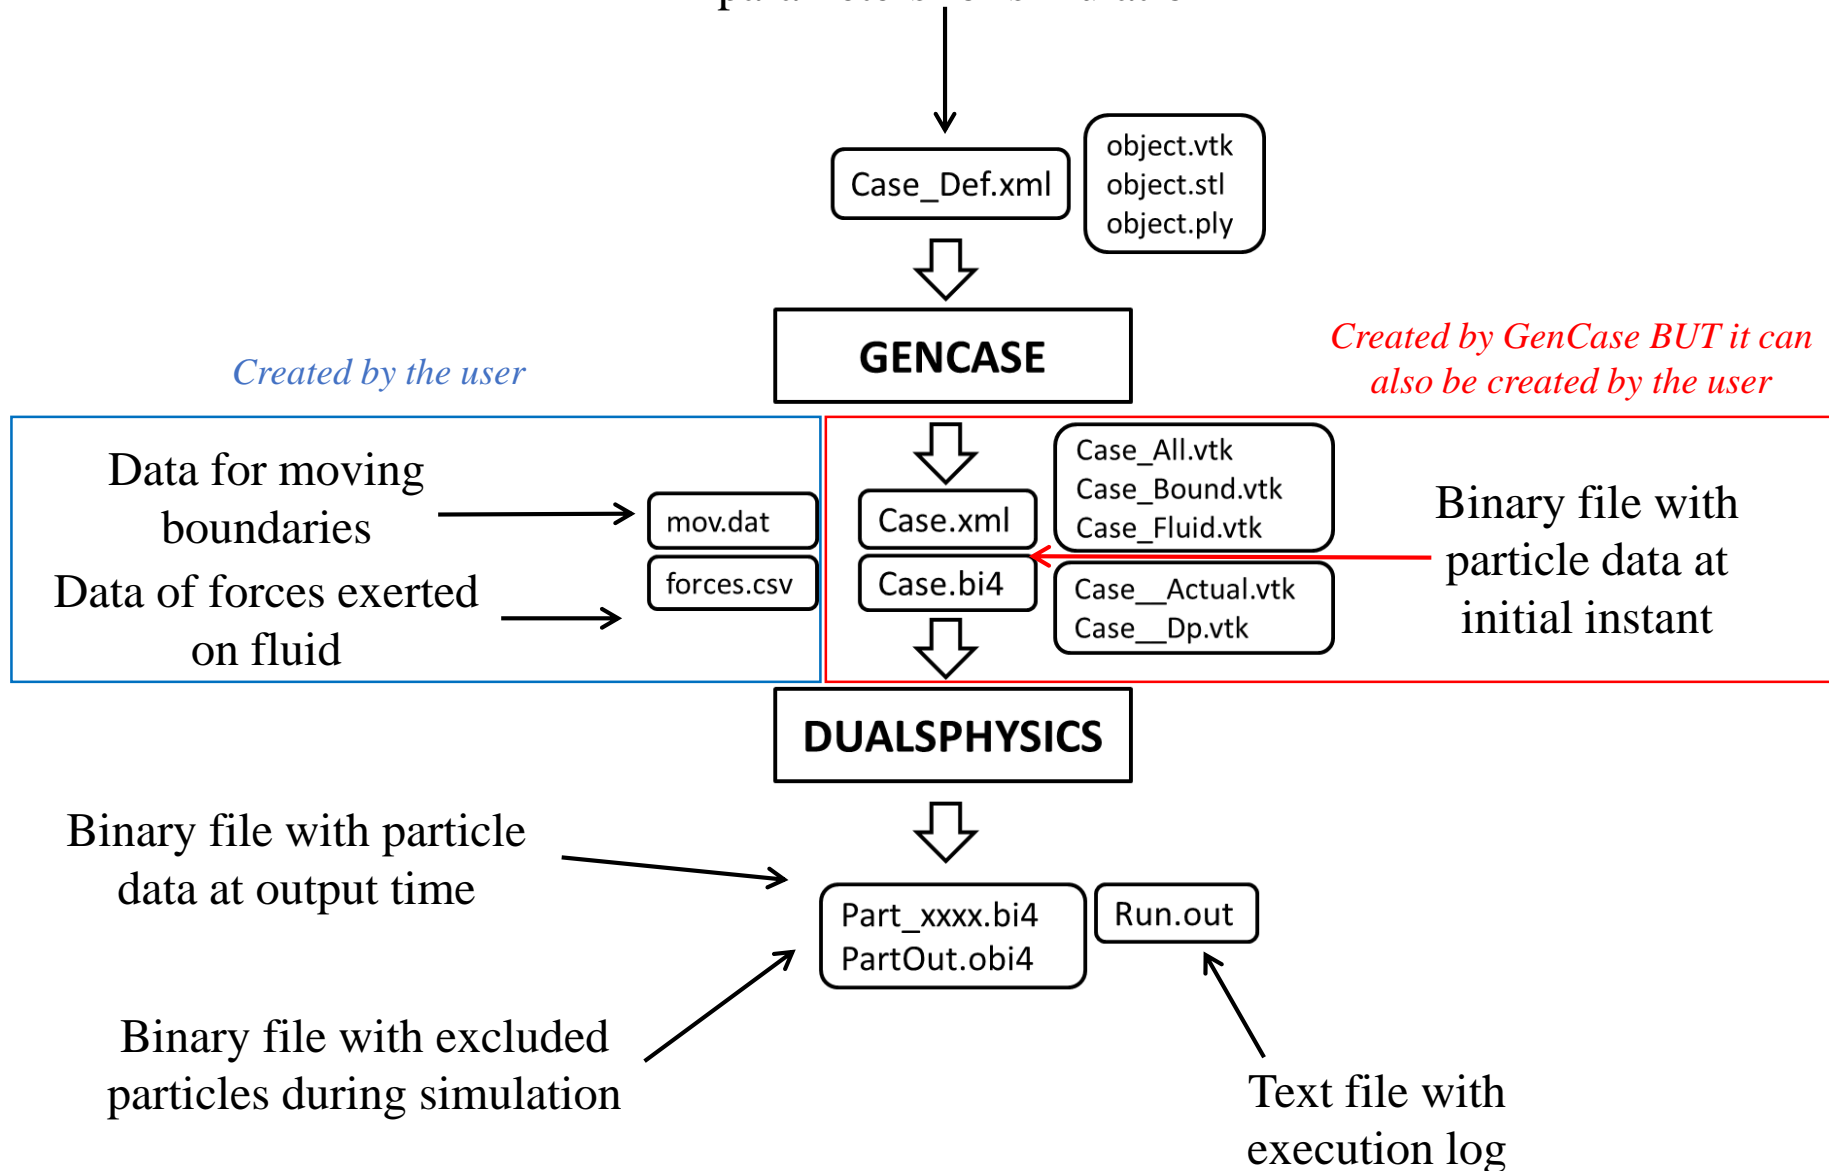 Case_Def.xml
object.vtk
object.stl
object.ply
GENCASE
Created by the user
Created by GenCase BUT it can
also be created by the user
Data for moving
boundaries
mov.dat
Data of forces exerted
on fluid
forces.csv
Case.xml
Case.bi4
Case_All.vtk
Case_Bound.vtk
Case_Fluid.vtk
Case__Actual.vtk
Case__Dp.vtk
Binary file with
particle data at
initial instant
DUALSPHYSICS
Binary file with particle
data at output time
Part_xxxx.bi4
PartOut.obi4
Run.out
Binary file with excluded
particles during simulation
Text file with
execution log